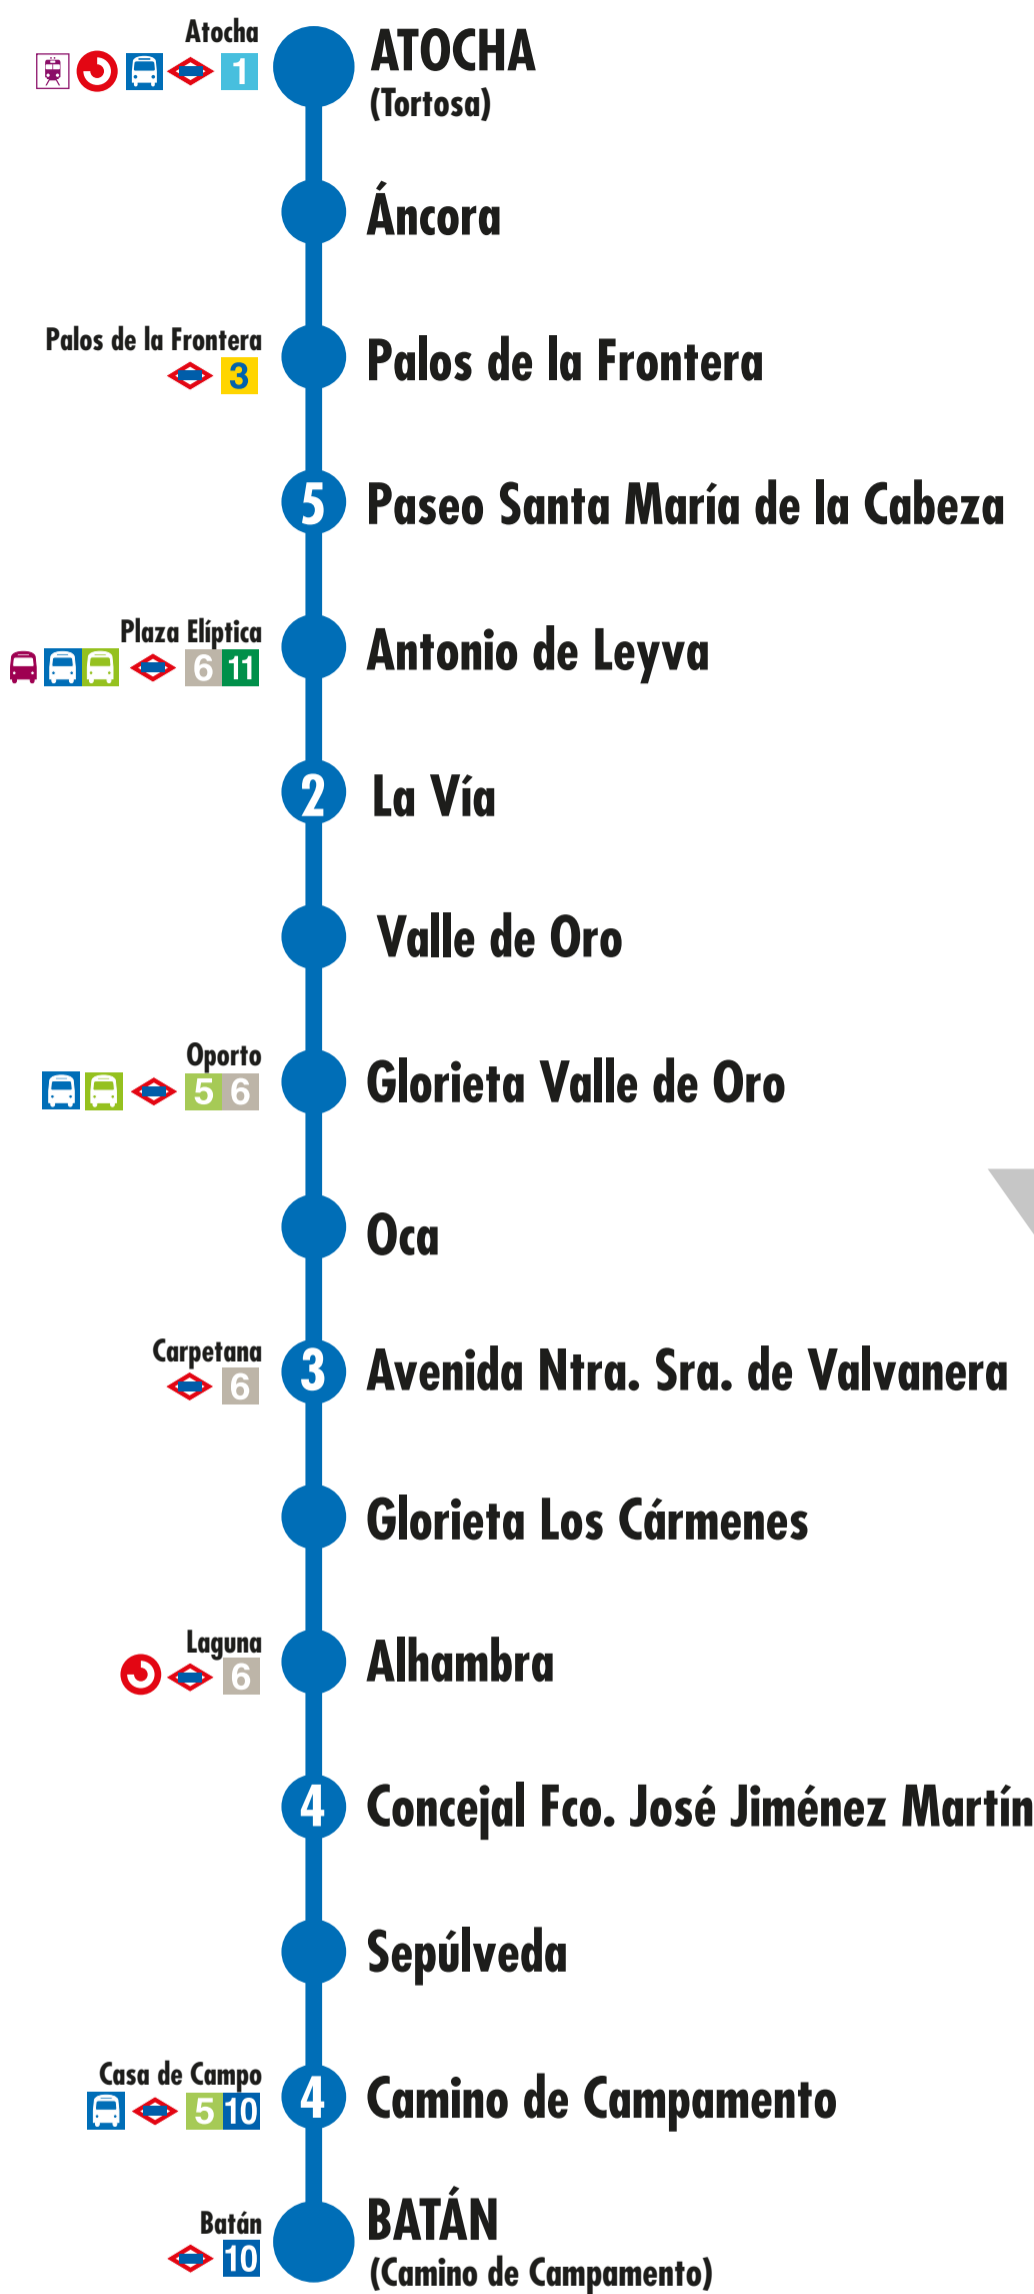 Atocha
1
ATOCHA
(Tortosa)
Áncora
Palos de la Frontera
3
Palos de la Frontera
5
Paseo Santa María de la Cabeza
Plaza Elíptica
6 11
Antonio de Leyva
2
La Vía
Valle de Oro
Oporto
5 6
Glorieta Valle de Oro
Oca
Carpetana
6
3
Avenida Ntra. Sra. de Valvanera
Glorieta Los Cármenes
Laguna
6
Alhambra
4
Concejal Fco. José Jiménez Martín
Sepúlveda
Casa de Campo
5 10
4
Camino de Campamento
Batán
10
BATÁN
(Camino de Campamento)